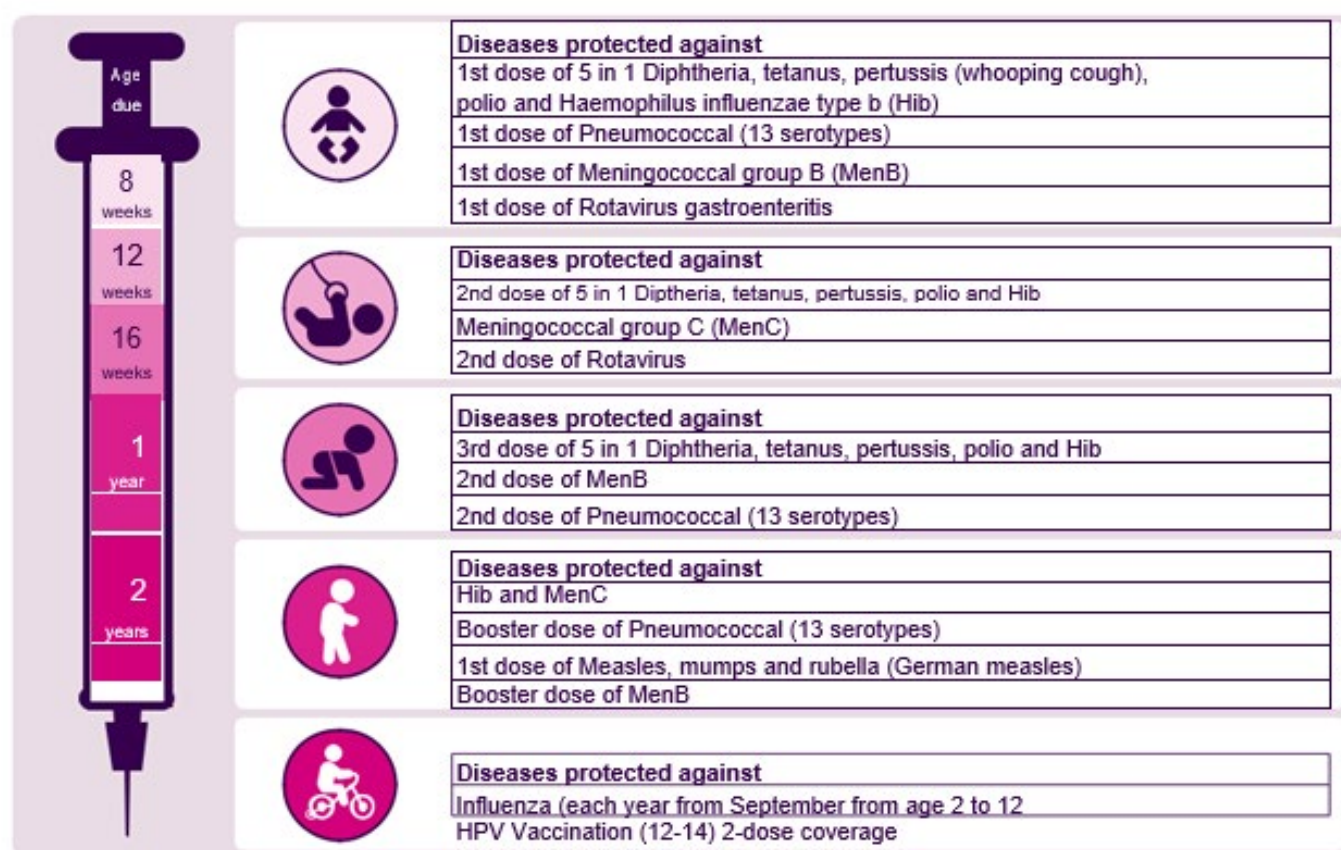 Age
due
8
weeks
12
weeks
16
weeks
1
year
2
years
Diseases protected against
1st dose of 5 in 1 Diphtheria, tetanus, pertussis (whooping cough),
polio and Haemophilus influenzae type b (Hib)
1st dose of Pneumococcal (13 serotypes)
1st dose of Meningococcal group B (MenB)
1st dose of Rotavirus gastroenteritis
Diseases protected against
2nd dose of 5 in 1 Diptheria, tetanus, pertussis, polio and Hib
Meningococcal group C (MenC)
2nd dose of Rotavirus
Diseases protected against
3rd dose of 5 in 1 Diphtheria, tetanus, pertussis, polio and Hib
2nd dose of MenB
2nd dose of Pneumococcal (13 serotypes)
Diseases protected against
Hib and MenC
Booster dose of Pneumococcal (13 serotypes)
1st dose of Measles, mumps and rubella (German measles)
Booster dose of MenB
Diseases protected against
Influenza (each year from September from age 2 to 12
HPV Vaccination (12-14) 2-dose coverage